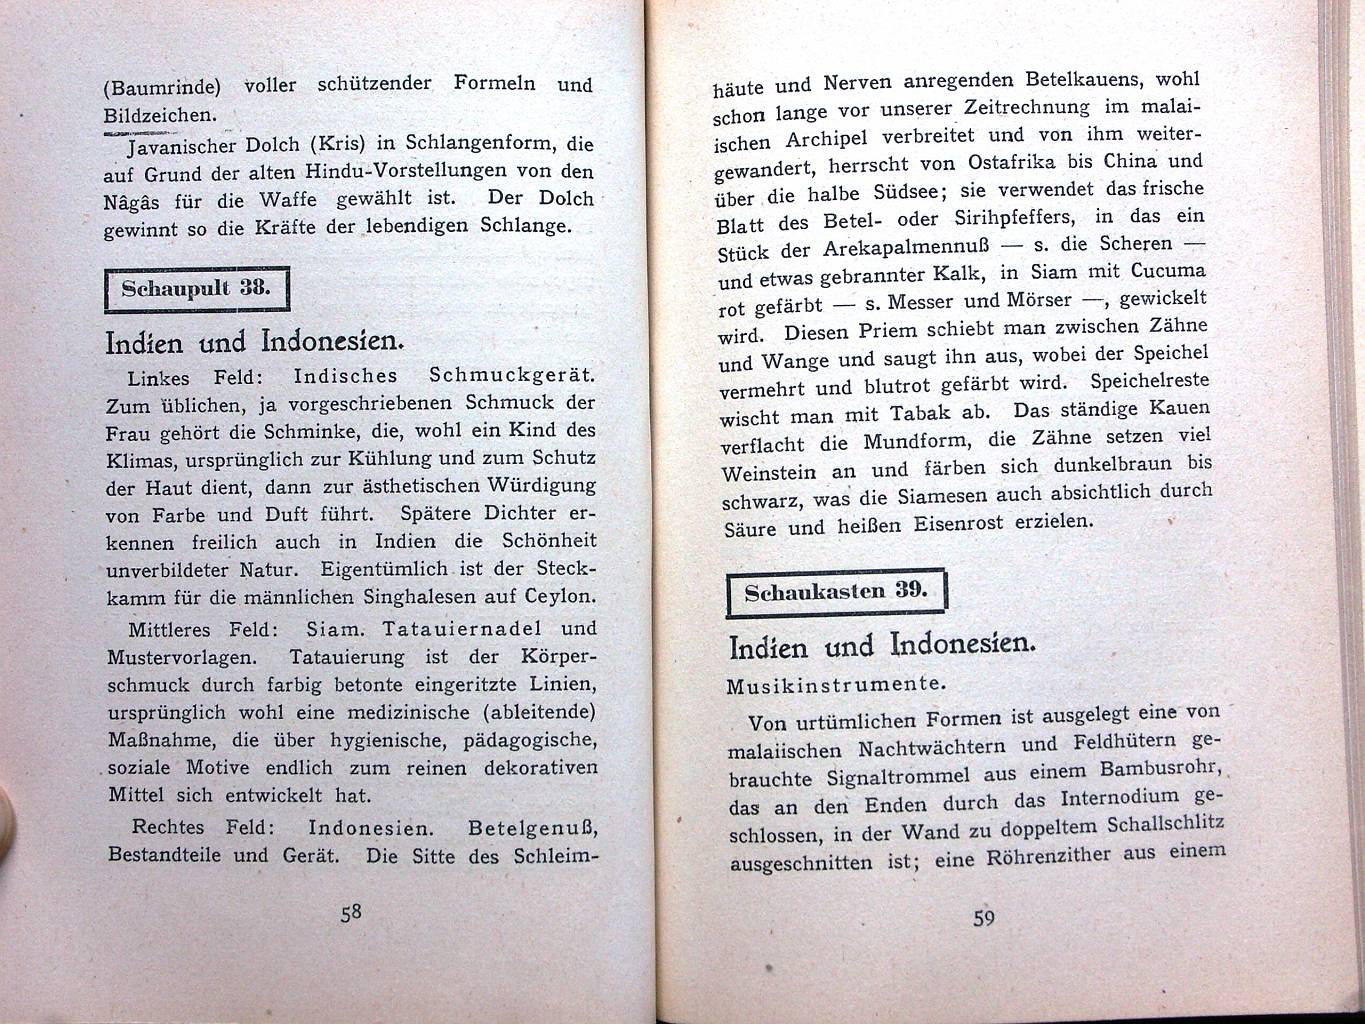 (Baumrinde) voller schützender Formeln und
Bildzeichen.
Javanischer Dolch (Kris) in Schlangenform, die
auf Grund der alten Hindu-Vorstellungen von den
Nâgâs für die Waffe gewählt ist. Der Dolch
gewinnt so die Kräfte der lebendigen Schlange.
Schaupult 38.
Indien und Indonesien.
Linkes Feld: Indisches Schmuckgerät.
Zum üblichen, ja vorgeschriebenen Schmuck der
Frau gehört die Schminke, die, wohl ein Kind des
Klimas, ursprünglich zur Kühlung und zum Schutz
der Haut dient, dann zur ästhetischen Würdigung
von Farbe und Duft führt. Spätere Dichter er-
kennen freilich auch in Indien die Schönheit
unverbildeter Natur. Eigentümlich ist der Steck-
kamm für die männlichen Singhalesen auf Ceylon.
Mittleres Feld: Siam. Tatauiernadel und
Mustervorlagen. Tatauierung ist der Körper-
schmuck durch farbig betonte eingeritzte Linien,
ursprünglich wohl eine medizinische (ableitende)
Maßnahme, die über hygienische, pädagogische,
soziale Motive endlich zum reinen dekorativen
Mittel sich entwickelt hat.
Rechtes Feld: Indonesien. Betelgenuß,
Bestandteile und Gerät. Die Sitte des Schleim-
58
häute und Nerven anregenden Betelkauens, wohl
schon lange vor unserer Zeitrechnung im malai-
ischen Archipel verbreitet und von ihm weiter-
gewandert, herrscht von Ostafrika bis China und
über die halbe Südsee; sie verwendet das frische
Blatt des Betel- oder Sirihpfeffers, in das ein
Stück der Arekapalmennuß — s. die Scheren —
und etwas gebrannter Kalk, in Siam mit Cucuma
rot gefärbt — s. Messer und Mörser —, gewickelt
wird. Diesen Priem schiebt man zwischen Zähne
und Wange und saugt ihn aus, wobei der Speichel
vermehrt und blutrot gefärbt wird. Speichelreste
wischt man mit Tabak ab. Das ständige Kauen
verflacht die Mundform, die Zähne setzen viel
Weinstein an und färben sich dunkelbraun bis
schwarz, was die Siamesen auch absichtlich durch
Säure und heißen Eisenrost erzielen.
Schaukasten 39.
Indien und Indonesien.
Musikinstrumente.
Von urtümlichen Formen ist ausgelegt eine von
malaiischen Nachtwächtern und Feldhütern ge-
brauchte Signaltrommel aus einem Bambusrohr,
das an den Enden durch das Internodium ge-
schlossen, in der Wand zu doppeltem Schallschlitz
ausgeschnitten ist; eine Röhrenzither aus einem
59